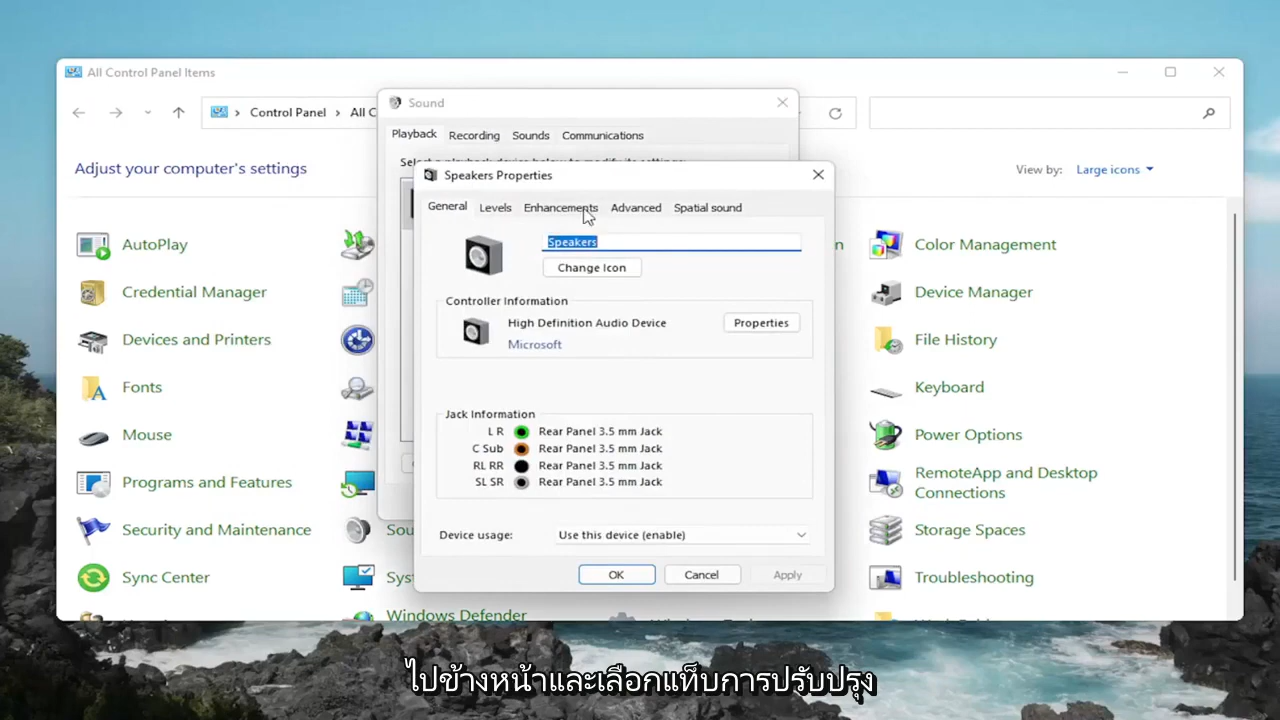 All Control Panel Items
Control Panel
All C
Adjust your computer's settings
View by:
Large icons
AutoPlay
Credential Manager
Devices and Printers
Fonts
Mouse
Programs and Features
Security and Maintenance
Sync Center
Windows Defender
Color Management
Device Manager
File History
Keyboard
Power Options
RemoteApp and Desktop
Connections
Storage Spaces
Troubleshooting
Sound
Playback
Recording
Sounds
Communications
Speakers Properties
General
Levels
Enhancements
Advanced
Spatial sound
Speakers
Change Icon
Controller Information
High Definition Audio Device
Properties
Microsoft
Jack Information
L R Rear Panel 3.5 mm Jack
C Sub Rear Panel 3.5 mm Jack
RL RR Rear Panel 3.5 mm Jack
SL SR Rear Panel 3.5 mm Jack
Device usage: Use this device (enable)
OK
Cancel
Apply
ไปข้างหน้าและเลือกแท็บการปรับปรุง